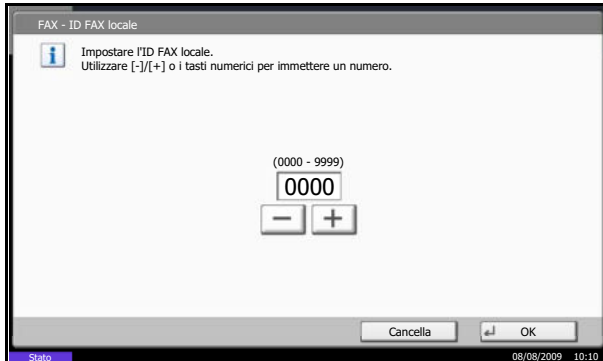 FAX - ID FAX locale
Impostare l'ID FAX locale.
Utilizzare [-]/[+] o i tasti numerici per immettere un numero.
(0000 - 9999)
0000
Cancella
OK
Stato
08/08/2009 10:10